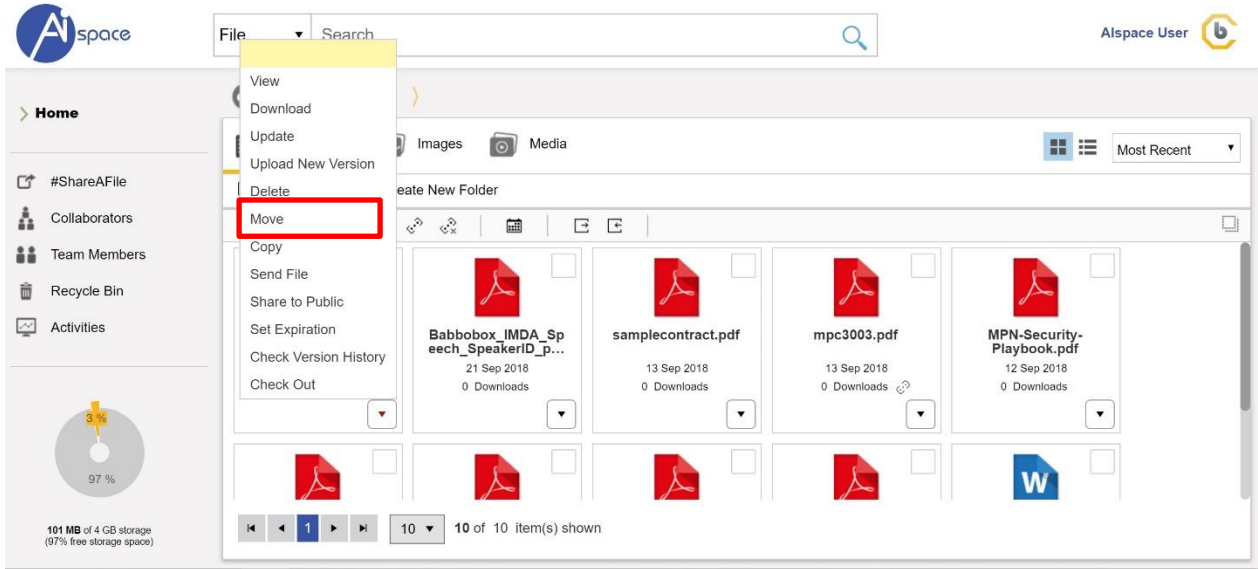 Aispace
File
Search
AIspace User
b
Home
#ShareAFile
Collaborators
Team Members
Recycle Bin
Activities
3 %
97 %
101 MB of 4 GB storage
(97% free storage space)
View
Download
Update
Upload New Version
Delete
Move
Copy
Send File
Share to Public
Set Expiration
Check Version History
Check Out
Images
Media
Most Recent
New Folder
Babbobox_IMDA_Sp
eech_SpeakerID_p...
21 Sep 2018
0 Downloads
samplecontract.pdf
13 Sep 2018
0 Downloads
mpc3003.pdf
13 Sep 2018
0 Downloads
MPN-Security-
Playbook.pdf
12 Sep 2018
0 Downloads
W
1
10
10 of 10 item(s) shown